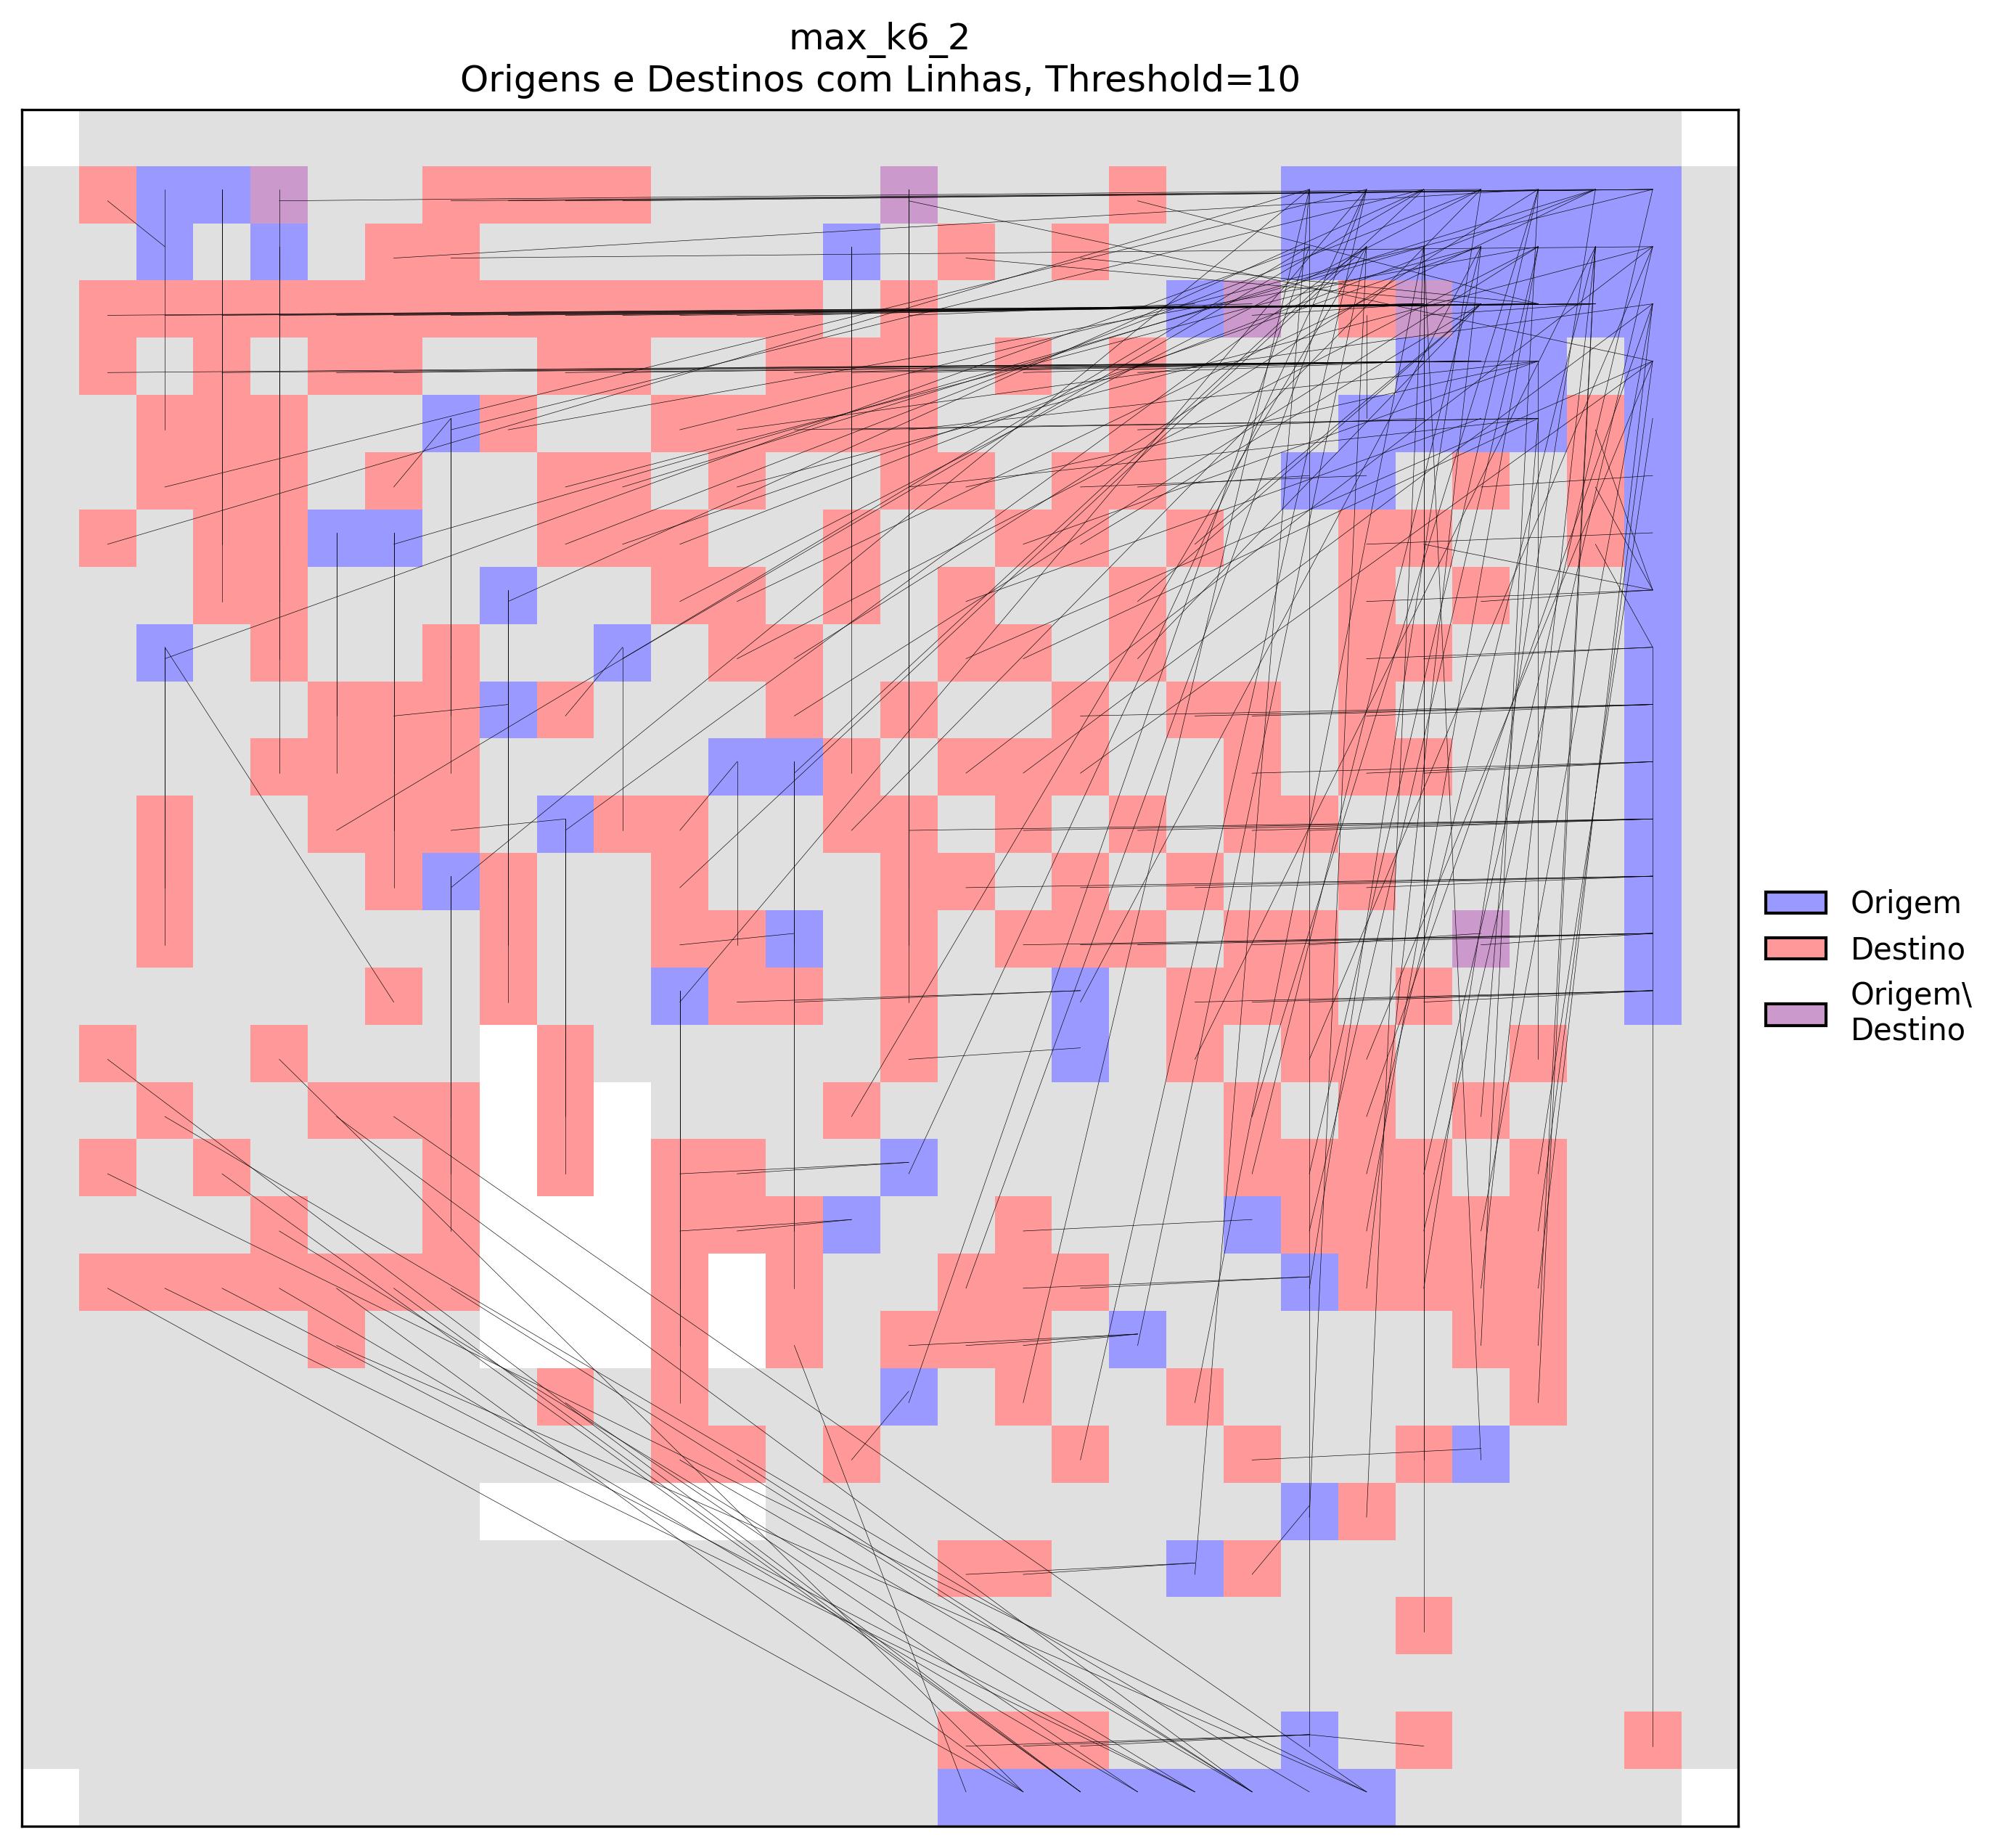 max_k6_2
Origens e Destinos com Linhas, Threshold=10
Origem
Destino
Origem\
Destino